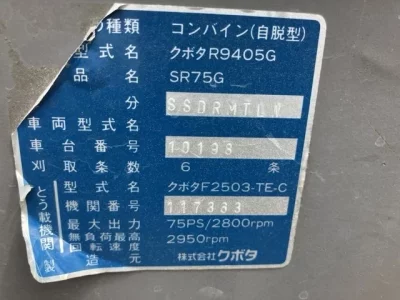 の種類 コンバイン(自脱型)
型式名 クボタR9405G
品名 SR75G
分 SSDRMTLW
車両型式名
車台番号 10198
刈取条数 6 条
とう載機関
型式 クボタF2503-TE-C
機関番号 117383
最大出力 75PS/2800rpm
無負荷最高回転速度 2950rpm
製造元 株式会社クボタ